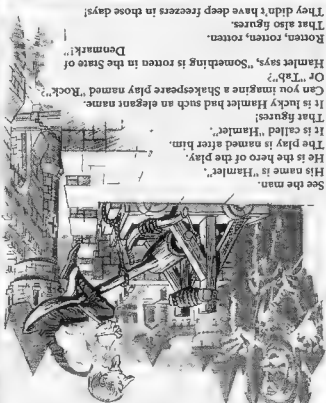 See the man.
His name is "Hamlet".
He is the hero of the play.
The play is named after him.
It is called "Hamlet".
That figures!
It is lucky Hamlet had such an elegant name.
Can you imagine a Shakespeare play named "Rock"?
Or "Tab"?
Hamlet says, "Something is rotten in the State of
Denmark!"
Rotten, rotten, rotten.
That also figures.
They didn't have deep freezers in those days!